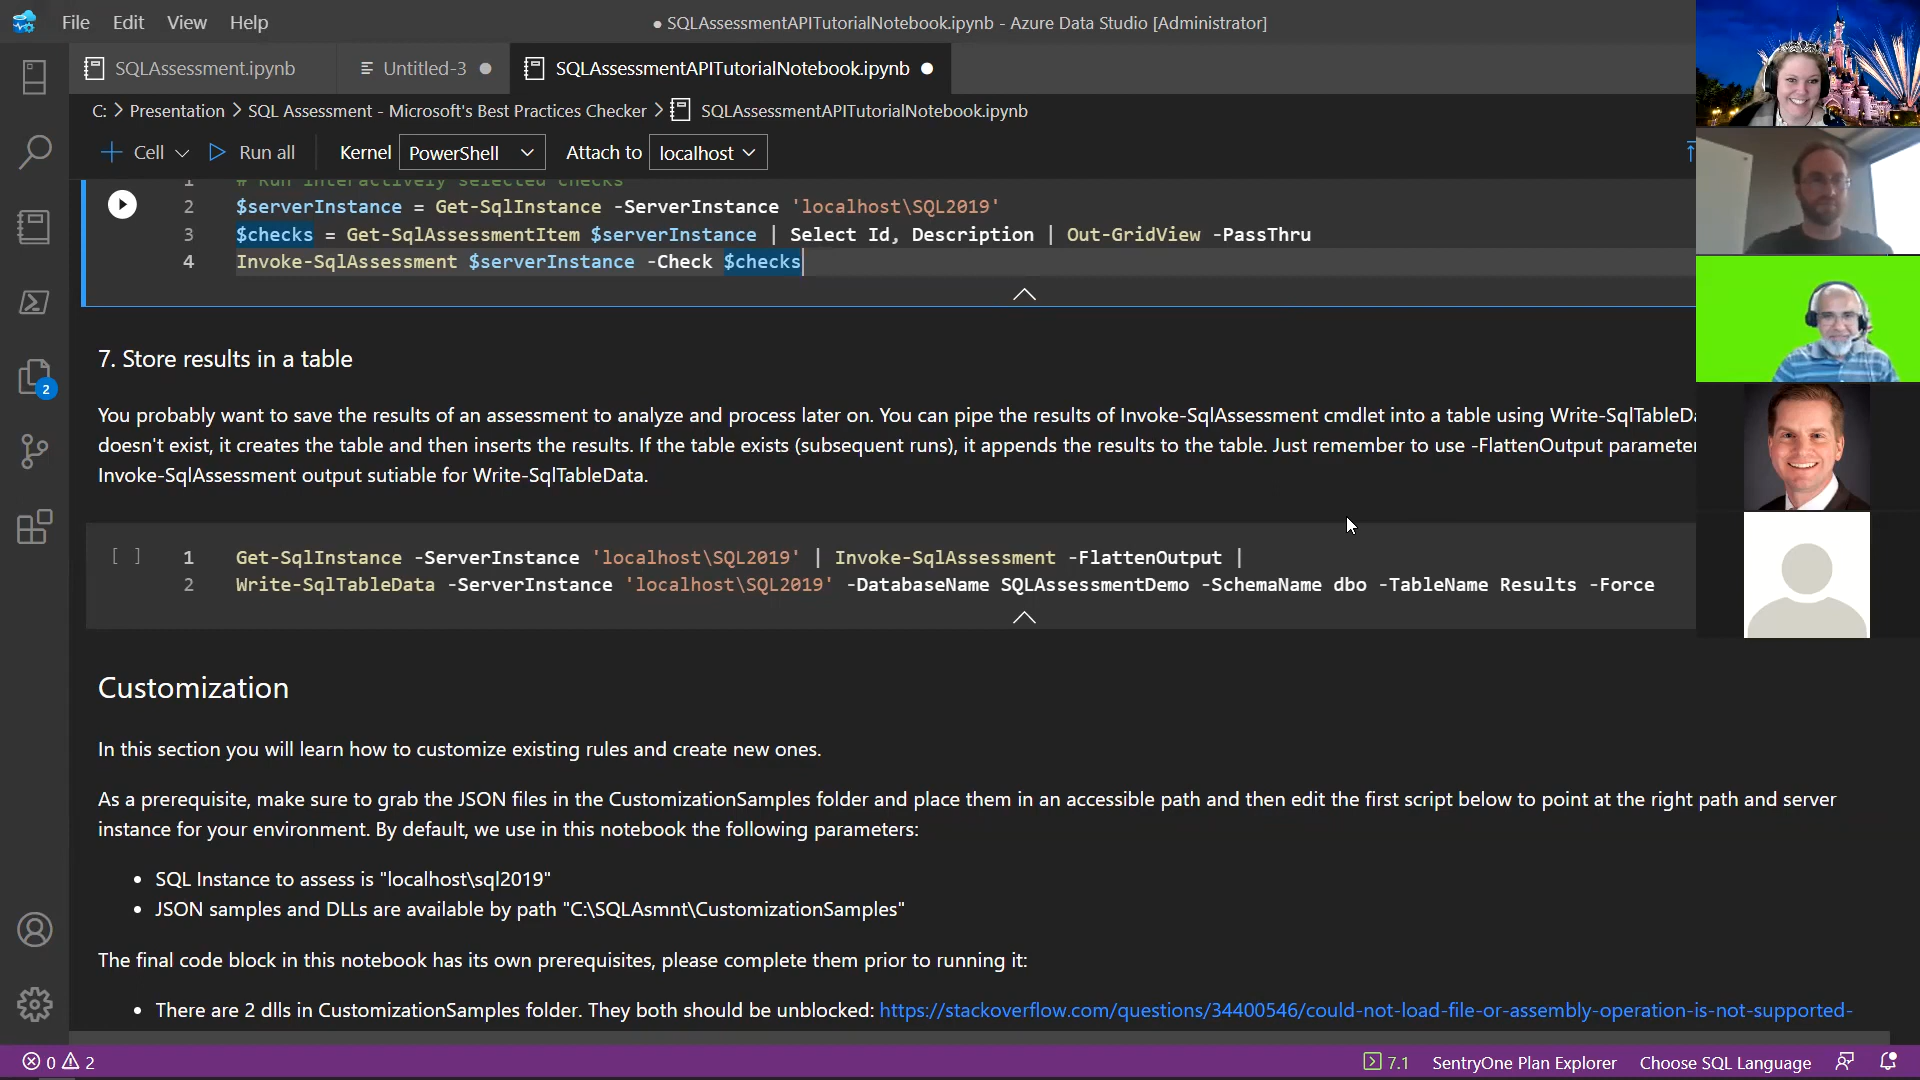 File Edit View Help
● SQLAssessmentAPITutorialNotebook.ipynb - Azure Data Studio [Administrator]
SQLAssessment.ipynb Untitled-3 ● SQLAssessmentAPITutorialNotebook.ipynb ●
C: > Presentation > SQL Assessment - Microsoft's Best Practices Checker > SQLAssessmentAPITutorialNotebook.ipynb
+ Cell Run all Kernel PowerShell Attach to localhost
1 # Run interactively selected checks
2 $serverInstance = Get-SqlInstance -ServerInstance 'localhost\SQL2019'
3 $checks = Get-SqlAssessmentItem $serverInstance | Select Id, Description | Out-GridView -PassThru
4 Invoke-SqlAssessment $serverInstance -Check $checks
7. Store results in a table
You probably want to save the results of an assessment to analyze and process later on. You can pipe the results of Invoke-SqlAssessment cmdlet into a table using Write-SqlTableDa
doesn't exist, it creates the table and then inserts the results. If the table exists (subsequent runs), it appends the results to the table. Just remember to use -FlattenOutput parameter
Invoke-SqlAssessment output sutiable for Write-SqlTableData.
[ ] 1 Get-SqlInstance -ServerInstance 'localhost\SQL2019' | Invoke-SqlAssessment -FlattenOutput |
2 Write-SqlTableData -ServerInstance 'localhost\SQL2019' -DatabaseName SQLAssessmentDemo -SchemaName dbo -TableName Results -Force
Customization
In this section you will learn how to customize existing rules and create new ones.
As a prerequisite, make sure to grab the JSON files in the CustomizationSamples folder and place them in an accessible path and then edit the first script below to point at the right path and server
instance for your environment. By default, we use in this notebook the following parameters:
• SQL Instance to assess is "localhost\sql2019"
• JSON samples and DLLs are available by path "C:\SQLAsmnt\CustomizationSamples"
The final code block in this notebook has its own prerequisites, please complete them prior to running it:
• There are 2 dlls in CustomizationSamples folder. They both should be unblocked: https://stackoverflow.com/questions/34400546/could-not-load-file-or-assembly-operation-is-not-supported-
2
0 2 7.1 SentryOne Plan Explorer Choose SQL Language